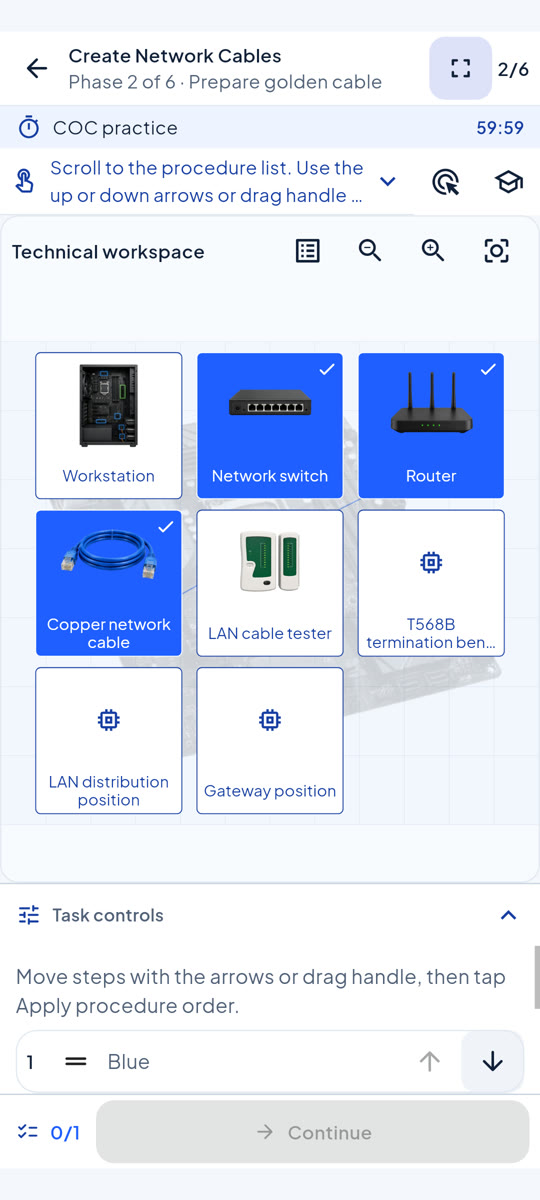 Create Network Cables
Phase 2 of 6 · Prepare golden cable
2/6
COC practice
59:59
Scroll to the procedure list. Use the
up or down arrows or drag handle ...
Technical workspace
Workstation
Network switch
Router
Copper network
cable
LAN cable tester
T568B
termination ben...
LAN distribution
position
Gateway position
Task controls
Move steps with the arrows or drag handle, then tap
Apply procedure order.
1
Blue
0/1
Continue